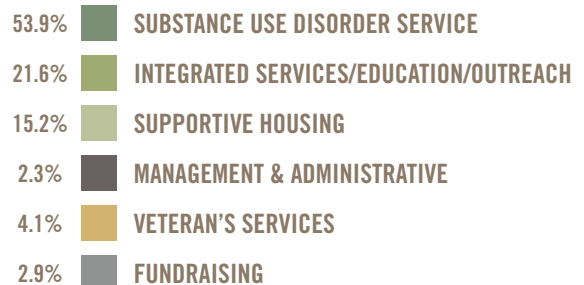 53.9% SUBSTANCE USE DISORDER SERVICE
21.6% INTEGRATED SERVICES/EDUCATION/OUTREACH
15.2% SUPPORTIVE HOUSING
2.3% MANAGEMENT & ADMINISTRATIVE
4.1% VETERAN’S SERVICES
2.9% FUNDRAISING